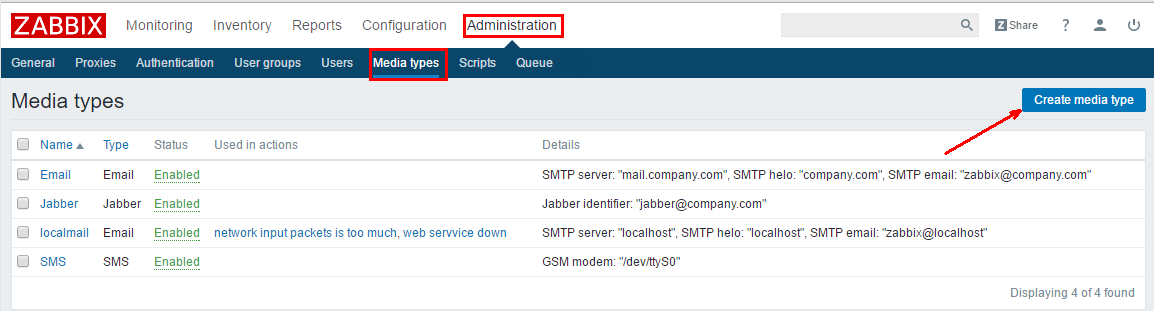 ZABBIX Monitoring Inventory Reports Configuration Administration Z Share ?
General Proxies Authentication User groups Users Media types Scripts Queue
Media types Create media type
Name Type Status Used in actions Details
Email Email Enabled SMTP server: "mail.company.com", SMTP helo: "company.com", SMTP email: "zabbix@company.com"
Jabber Jabber Enabled Jabber identifier: "jabber@company.com"
localmail Email Enabled network input packets is too much, web servvice down SMTP server: "localhost", SMTP helo: "localhost", SMTP email: "zabbix@localhost"
SMS SMS Enabled GSM modem: "/dev/ttyS0"
Displaying 4 of 4 found